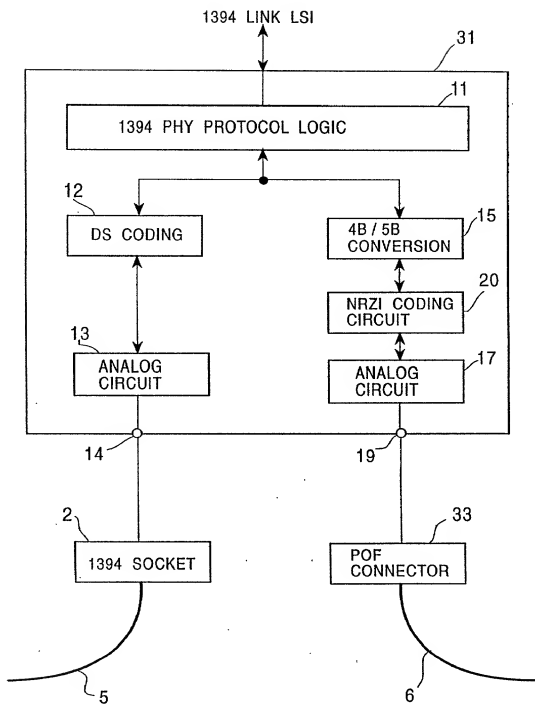 1394 LINK LSI
31
11
1394 PHY PROTOCOL LOGIC
12
DS CODING
15
4B / 5B
CONVERSION
20
NRZI CODING
CIRCUIT
13
ANALOG
CIRCUIT
17
ANALOG
CIRCUIT
14
19
2
1394 SOCKET
33
POF
CONNECTOR
5
6